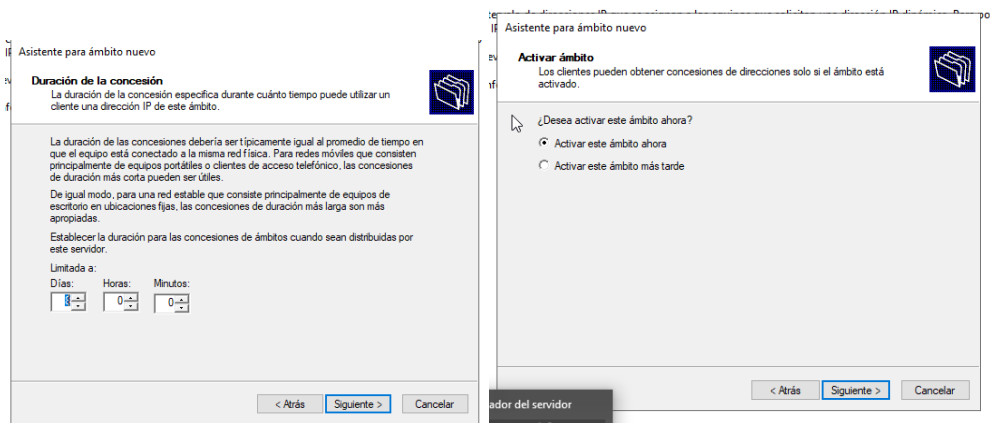 Asistente para ámbito nuevo
Duración de la concesión
La duración de la concesión especifica durante cuánto tiempo puede utilizar un
cliente una dirección IP de este ámbito.
La duración de las concesiones debería ser típicamente igual al promedio de tiempo en
que el equipo está conectado a la misma red física. Para redes móviles que consisten
principalmente de equipos portátiles o clientes de acceso telefónico, las concesiones
de duración más corta pueden ser útiles.
De igual modo, para una red estable que consiste principalmente de equipos de
escritorio en ubicaciones fijas, las concesiones de duración más larga son más
apropiadas.
Establecer la duración para las concesiones de ámbitos cuando sean distribuidas por
este servidor.
Limitada a:
Días: Horas: Minutos:
0 0
< Atrás Siguiente > Cancelar
Asistente para ámbito nuevo
Activar ámbito
Los clientes pueden obtener concesiones de direcciones solo si el ámbito está
activado.
¿Desea activar este ámbito ahora?
Activar este ámbito ahora
Activar este ámbito más tarde
< Atrás Siguiente > Cancelar
ador del servidor